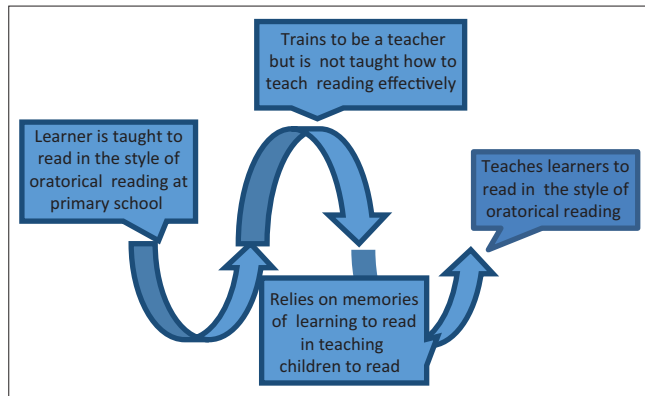 Learner is taught to
read in the style of
oratorical reading at
primary school
Trains to be a teacher
but is not taught how to
teach reading effectively
Relies on memories
of learning to read
in teaching
children to read
Teaches learners to
read in the style of
oratorical reading